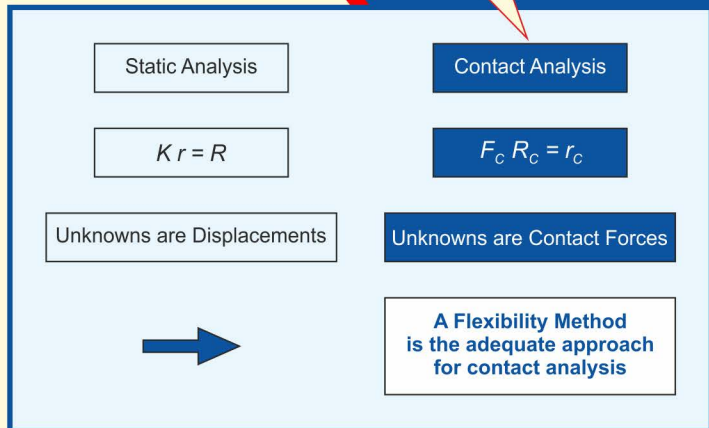 Static Analysis
Contact Analysis
K r = R
F_C R_C = r_C
Unknowns are Displacements
Unknowns are Contact Forces
A Flexibility Method
is the adequate approach
for contact analysis